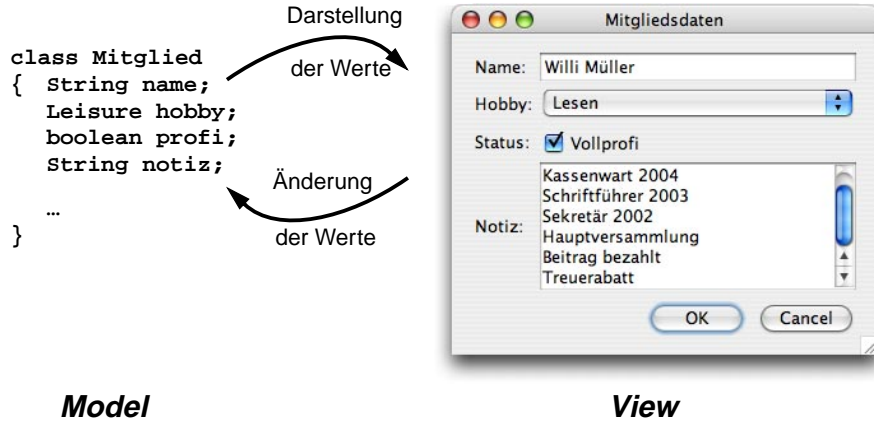 class Mitglied
{ String name;
Leisure hobby;
boolean profi;
String notiz;
…
}
Darstellung
der Werte
Änderung
der Werte
Mitgliedsdaten
Name: Willi Müller
Hobby: Lesen
Status: Vollprofi
Notiz:
Kassenwart 2004
Schriftführer 2003
Sekretär 2002
Hauptversammlung
Beitrag bezahlt
Treuerabatt
OK Cancel
Model
View